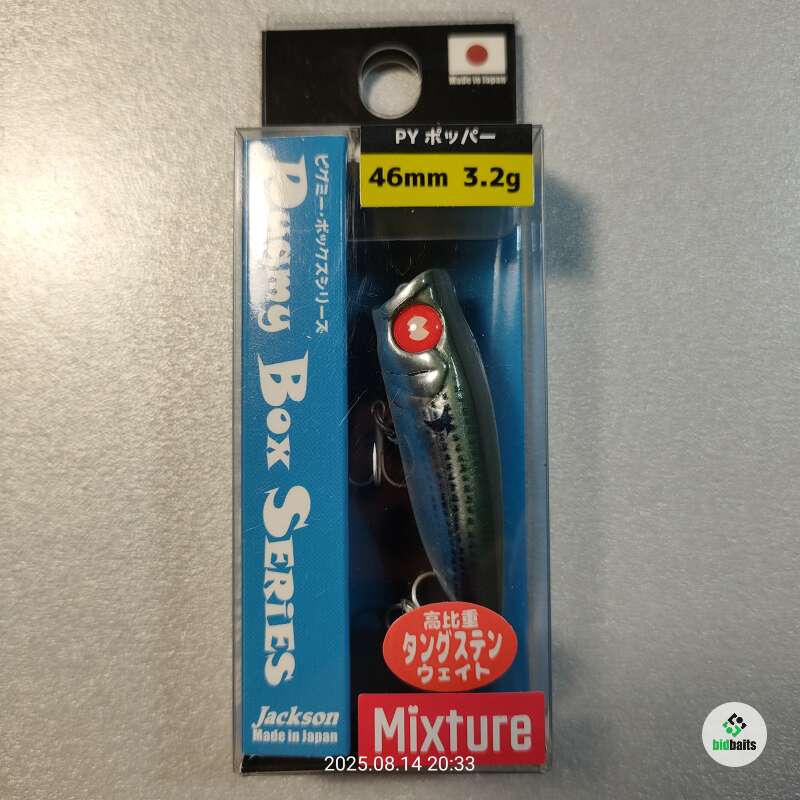 Made in Japan
PY ポッパー
46mm 3.2g
ピグミー・ボックスシリーズ
Pygmy Box SERiES
高比重
タングステン
ウェイト
Jackson
Made in Japan
Mixture
2025.08.14 20:33
bidbaits